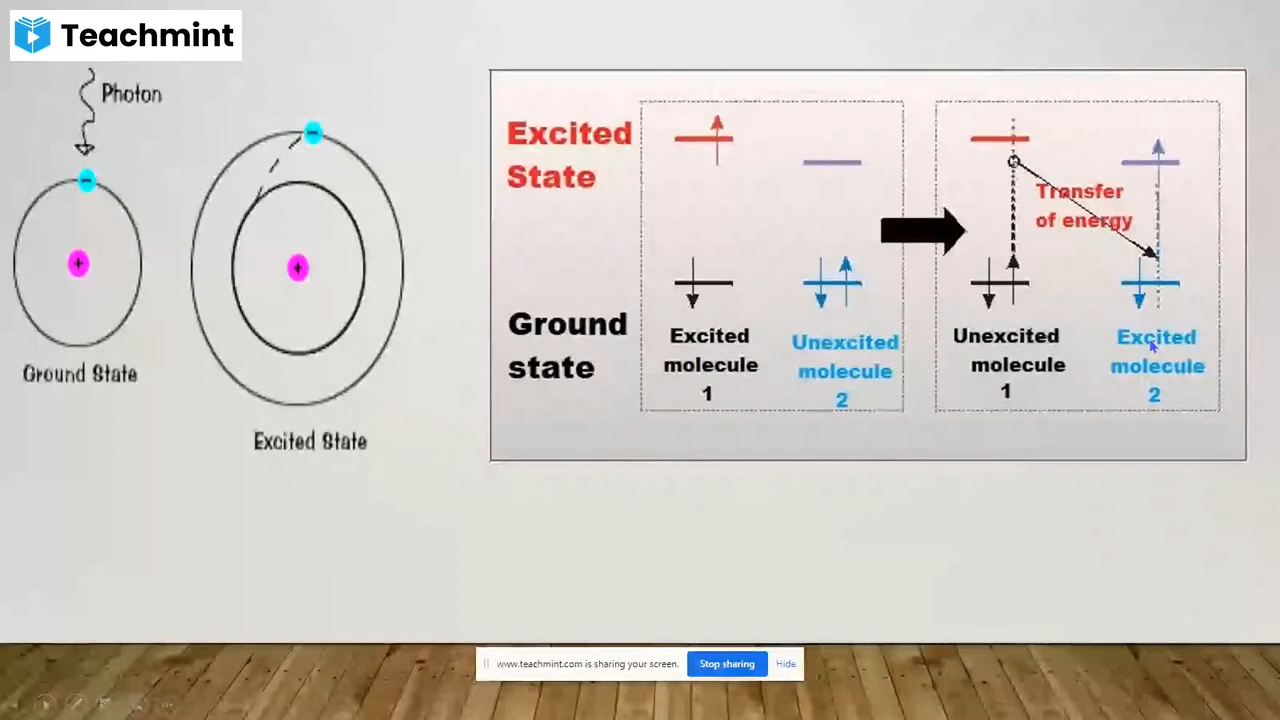 Teachmint
Photon
Ground State
Excited State
Excited
State
Ground
state
Excited
molecule
1
Unexcited
molecule
2
Transfer
of energy
Unexcited
molecule
1
Excited
molecule
2
www.teachmint.com is sharing your screen.
Stop sharing
Hide